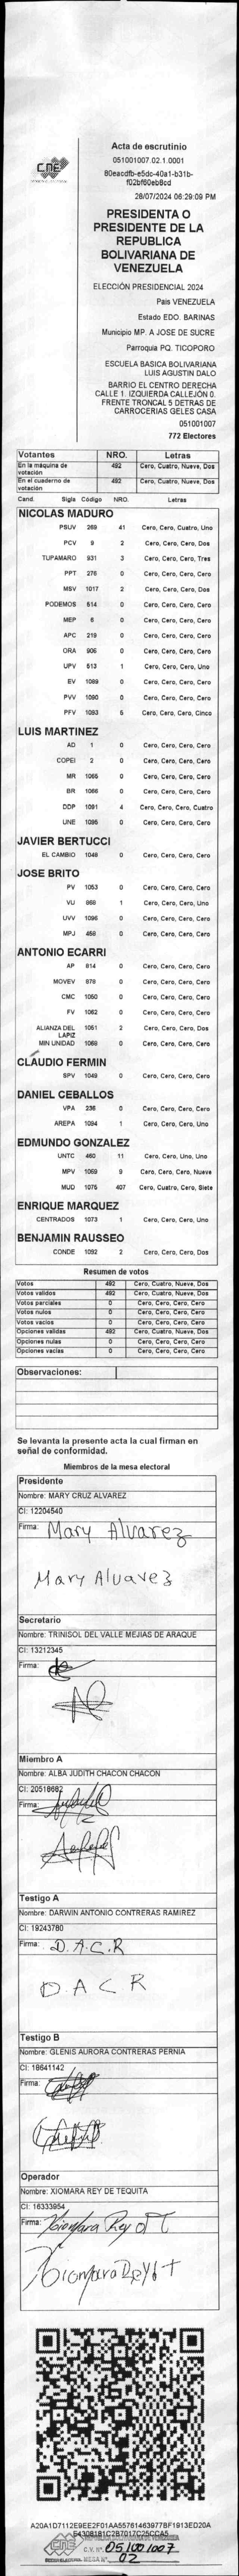 CNE
Acta de escrutinio
051001007.02.1.0001
80eacdfb-e5dc-40a1-b31b-
f02bf60eb8cd
28/07/2024 06:29:09 PM
PRESIDENTA O
PRESIDENTE DE LA
REPUBLICA
BOLIVARIANA DE
VENEZUELA
ELECCIÓN PRESIDENCIAL 2024
Pais VENEZUELA
Estado EDO. BARINAS
Municipio MP. A JOSE DE SUCRE
Parroquia PQ. TICOPORO
ESCUELA BASICA BOLIVARIANA
LUIS AGUSTIN DALO
BARRIO EL CENTRO DERECHA
CALLE 1. IZQUIERDA CALLEJÓN 0.
FRENTE TRONCAL 5 DETRAS DE
CARROCERIAS GELES CASA
051001007
772 Electores
Votantes NRO. Letras
En la máquina de votación 492 Cero, Cuatro, Nueve, Dos
En el cuaderno de votación 492 Cero, Cuatro, Nueve, Dos
Cand. Sigla Código NRO. Letras
NICOLAS MADURO
PSUV 269 41 Cero, Cero, Cuatro, Uno
PCV 9 2 Cero, Cero, Cero, Dos
TUPAMARO 931 3 Cero, Cero, Cero, Tres
PPT 276 0 Cero, Cero, Cero, Cero
MSV 1017 2 Cero, Cero, Cero, Dos
PODEMOS 514 0 Cero, Cero, Cero, Cero
MEP 6 0 Cero, Cero, Cero, Cero
APC 219 0 Cero, Cero, Cero, Cero
ORA 906 0 Cero, Cero, Cero, Cero
UPV 513 1 Cero, Cero, Cero, Uno
EV 1089 0 Cero, Cero, Cero, Cero
PVV 1090 0 Cero, Cero, Cero, Cero
PFV 1093 5 Cero, Cero, Cero, Cinco
LUIS MARTINEZ
AD 1 0 Cero, Cero, Cero, Cero
COPEI 2 0 Cero, Cero, Cero, Cero
MR 1065 0 Cero, Cero, Cero, Cero
BR 1066 0 Cero, Cero, Cero, Cero
DDP 1091 4 Cero, Cero, Cero, Cuatro
UNE 1095 0 Cero, Cero, Cero, Cero
JAVIER BERTUCCI
EL CAMBIO 1048 0 Cero, Cero, Cero, Cero
JOSE BRITO
PV 1053 0 Cero, Cero, Cero, Cero
VU 868 1 Cero, Cero, Cero, Uno
UVV 1096 0 Cero, Cero, Cero, Cero
MPJ 458 0 Cero, Cero, Cero, Cero
ANTONIO ECARRI
AP 814 0 Cero, Cero, Cero, Cero
MOVEV 879 0 Cero, Cero, Cero, Cero
CMC 1050 0 Cero, Cero, Cero, Cero
FV 1062 0 Cero, Cero, Cero, Cero
ALIANZA DEL LAPIZ 1051 2 Cero, Cero, Cero, Dos
MIN UNIDAD 1068 0 Cero, Cero, Cero, Cero
CLAUDIO FERMIN
SPV 1049 0 Cero, Cero, Cero, Cero
DANIEL CEBALLOS
VPA 236 0 Cero, Cero, Cero, Cero
AREPA 1094 1 Cero, Cero, Cero, Uno
EDMUNDO GONZALEZ
UNTC 460 11 Cero, Cero, Uno, Uno
MPV 1069 9 Cero, Cero, Cero, Nueve
MUD 1075 407 Cero, Cuatro, Cero, Siete
ENRIQUE MARQUEZ
CENTRADOS 1073 1 Cero, Cero, Cero, Uno
BENJAMIN RAUSSEO
CONDE 1092 2 Cero, Cero, Cero, Dos
Resumen de votos
Votos 492 Cero, Cuatro, Nueve, Dos
Votos validos 492 Cero, Cuatro, Nueve, Dos
Votos parciales 0 Cero, Cero, Cero, Cero
Votos nulos 0 Cero, Cero, Cero, Cero
Votos vacios 0 Cero, Cero, Cero, Cero
Opciones validas 492 Cero, Cuatro, Nueve, Dos
Opciones nulas 0 Cero, Cero, Cero, Cero
Opciones vacias 0 Cero, Cero, Cero, Cero
Observaciones:
Se levanta la presente acta la cual firman en
señal de conformidad.
Miembros de la mesa electoral
Presidente
Nombre: MARY CRUZ ALVAREZ
CI: 12204540
Firma: Mary Alvarez
Mary Alvarez
Secretario
Nombre: TRINISOL DEL VALLE MEJIAS DE ARAQUE
CI: 13212345
Firma:
Miembro A
Nombre: ALBA JUDITH CHACON CHACON
CI: 20518662
Firma:
Testigo A
Nombre: DARWIN ANTONIO CONTRERAS RAMIREZ
CI: 19243780
Firma: D.A.C.R
D.A C R
Testigo B
Nombre: GLENIS AURORA CONTRERAS PERNIA
CI: 18641142
Firma:
Operador
Nombre: XIOMARA REY DE TEQUITA
CI: 16333954
Firma: Xiomara Rey DT
Xiomara Rey
A20A1D7112E9EE2F01AA55761463977BF1913ED20A
54308181C2B7017C25CCA5
CNE
C.V. Nº. 051001007
MESA Nº. 02